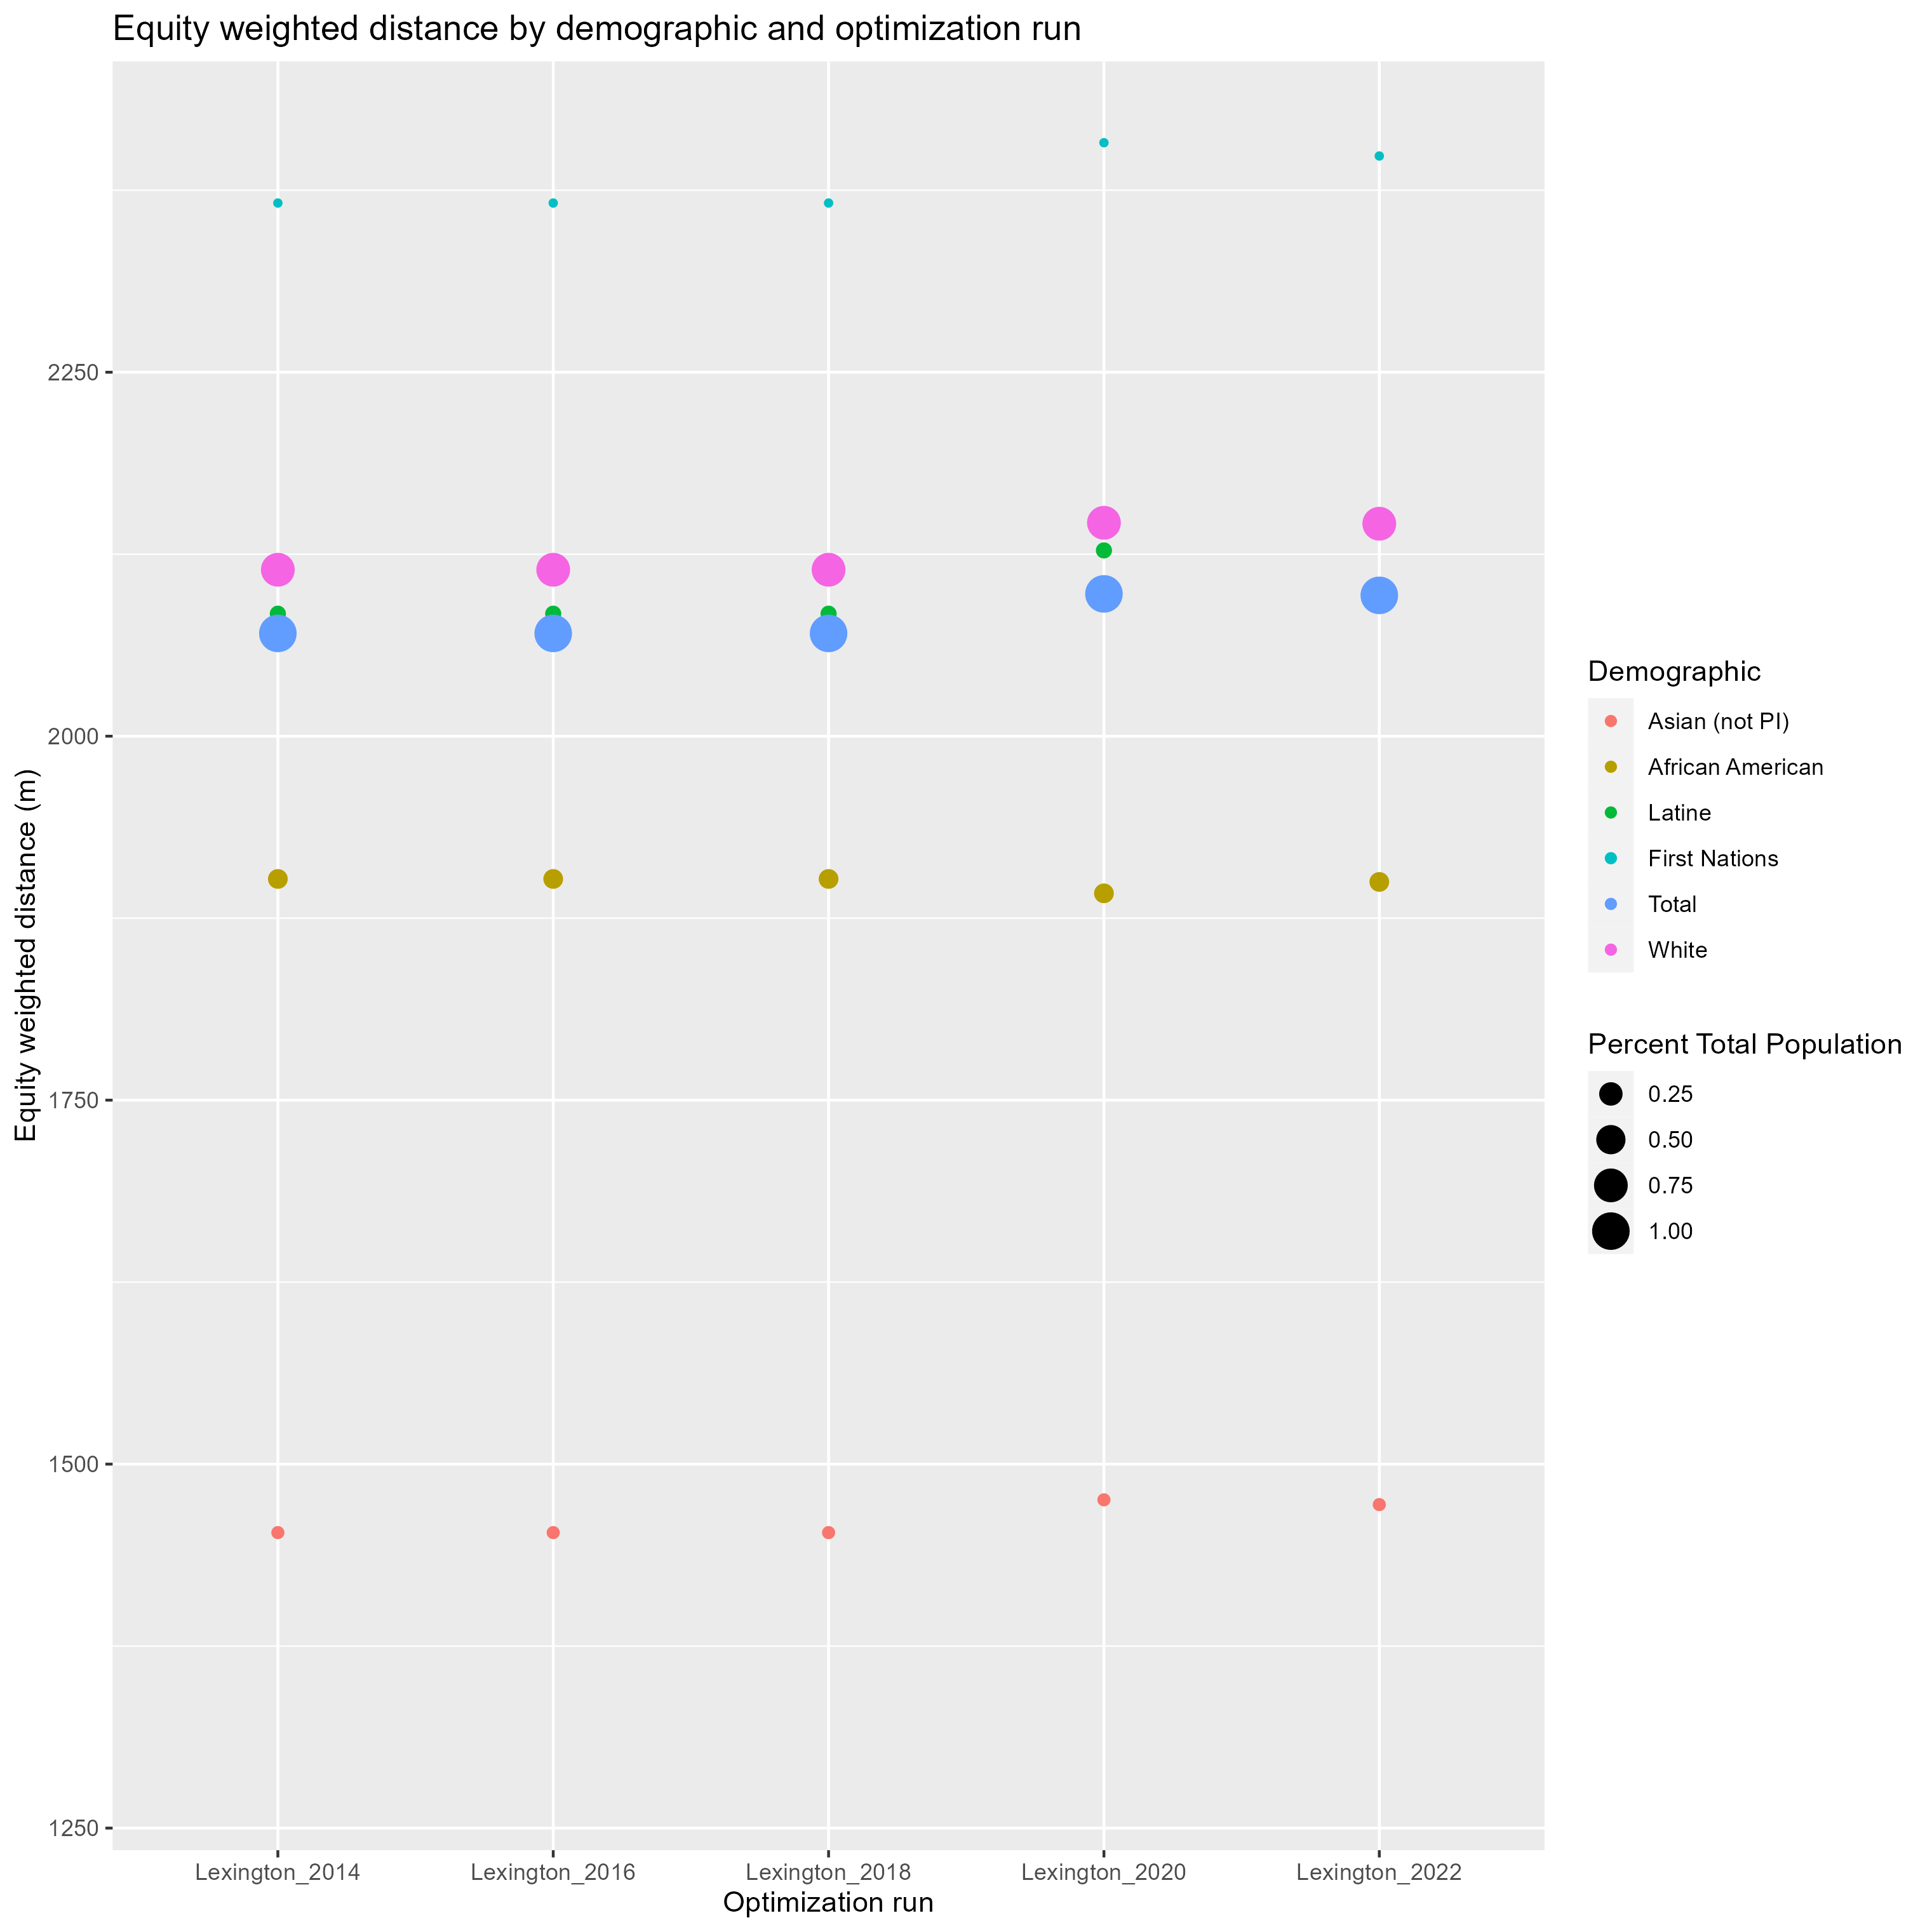 Equity weighted distance by demographic and optimization run
Equity weighted distance (m)
2250
2000
1750
1500
1250
Lexington_2014 Lexington_2016 Lexington_2018 Lexington_2020 Lexington_2022
Optimization run
Demographic
Asian (not PI)
African American
Latine
First Nations
Total
White
Percent Total Population
0.25
0.50
0.75
1.00